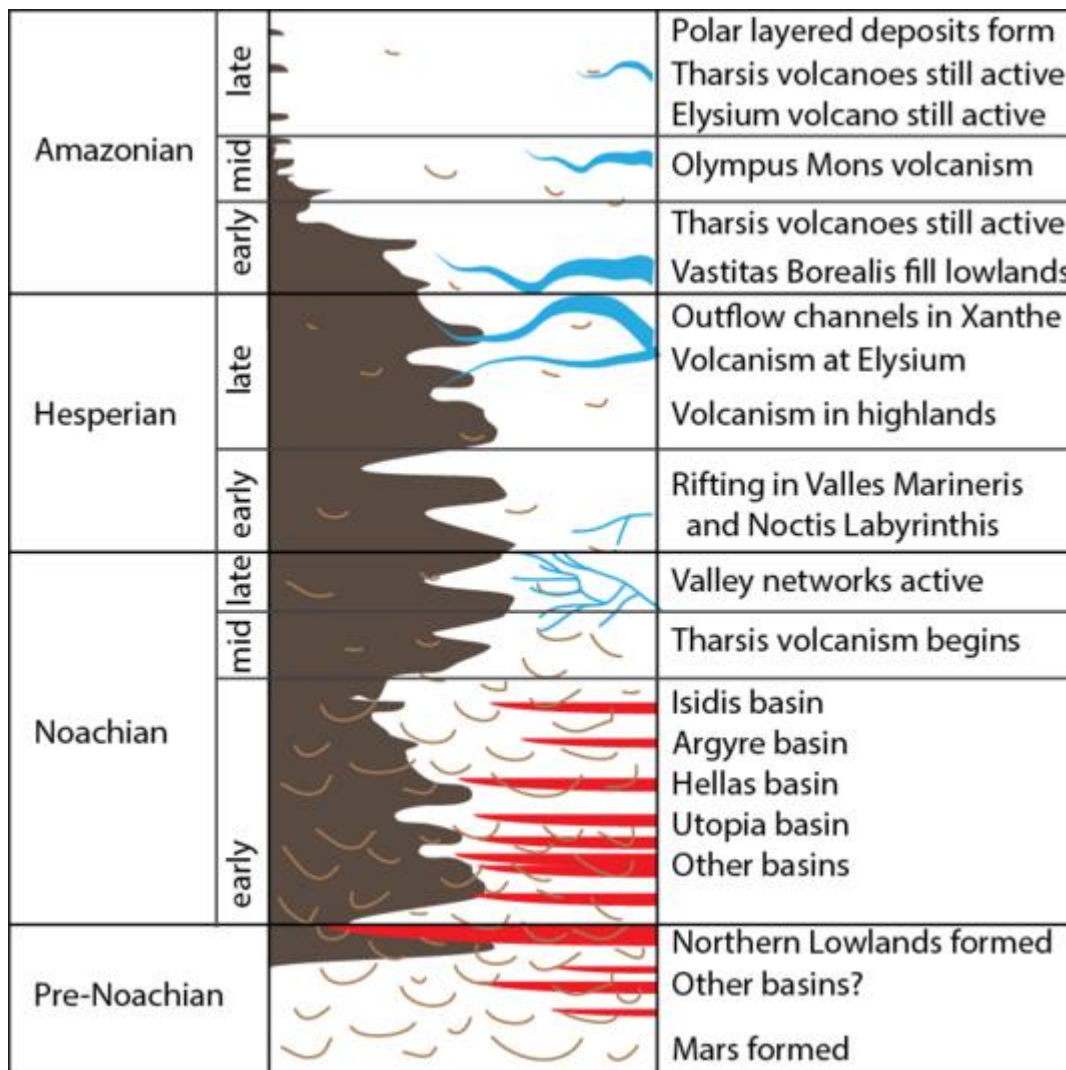 Amazonian
late
Polar layered deposits form
Tharsis volcanoes still active
Elysium volcano still active
mid
Olympus Mons volcanism
early
Tharsis volcanoes still active
Vastitas Borealis fill lowlands
Hesperian
late
Outflow channels in Xanthe
Volcanism at Elysium
Volcanism in highlands
early
Rifting in Valles Marineris
and Noctis Labyrinthis
Noachian
late
Valley networks active
mid
Tharsis volcanism begins
early
Isidis basin
Argyre basin
Hellas basin
Utopia basin
Other basins
Pre-Noachian
Northern Lowlands formed
Other basins?
Mars formed